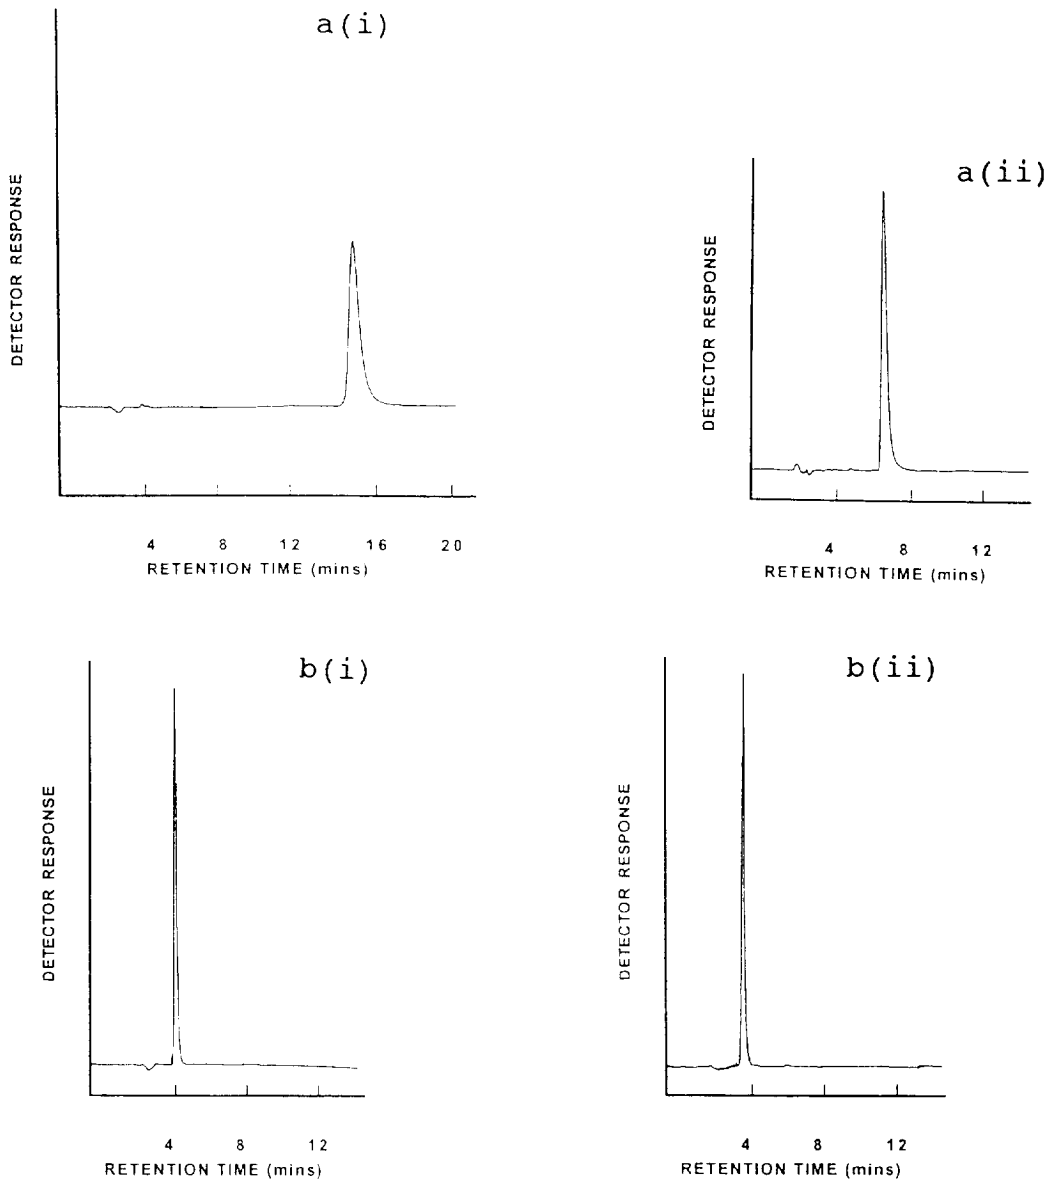 a(i)
DETECTOR RESPONSE
4 8 12 16 20
RETENTION TIME (mins)
a(ii)
DETECTOR RESPONSE
4 8 12
RETENTION TIME (mins)
b(i)
DETECTOR RESPONSE
4 8 12
RETENTION TIME (mins)
b(ii)
DETECTOR RESPONSE
4 8 12
RETENTION TIME (mins)